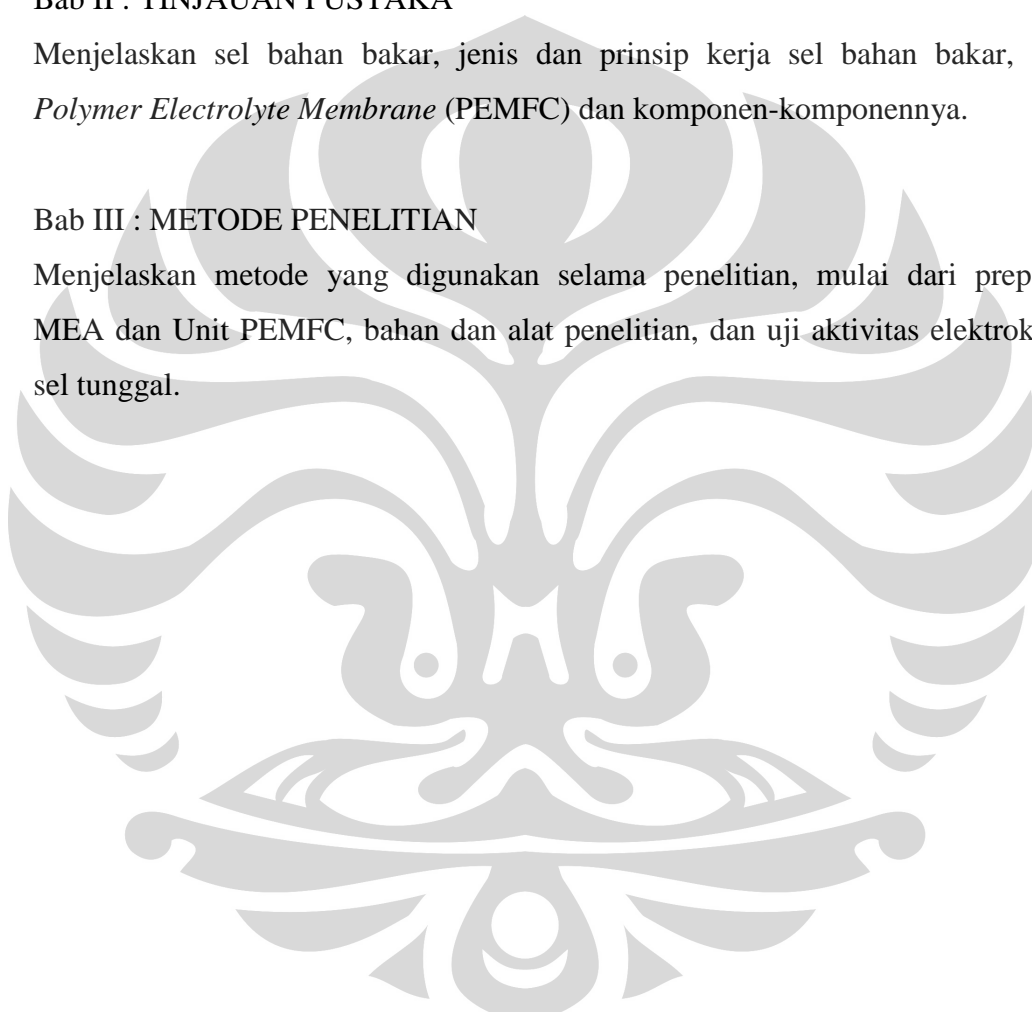 Bab II : TINJAUAN PUSTAKA
Menjelaskan sel bahan bakar, jenis dan prinsip kerja sel bahan bakar,
Polymer Electrolyte Membrane (PEMFC) dan komponen-komponennya.
Bab III : METODE PENELITIAN
Menjelaskan metode yang digunakan selama penelitian, mulai dari prep
MEA dan Unit PEMFC, bahan dan alat penelitian, dan uji aktivitas elektrok
sel tunggal.